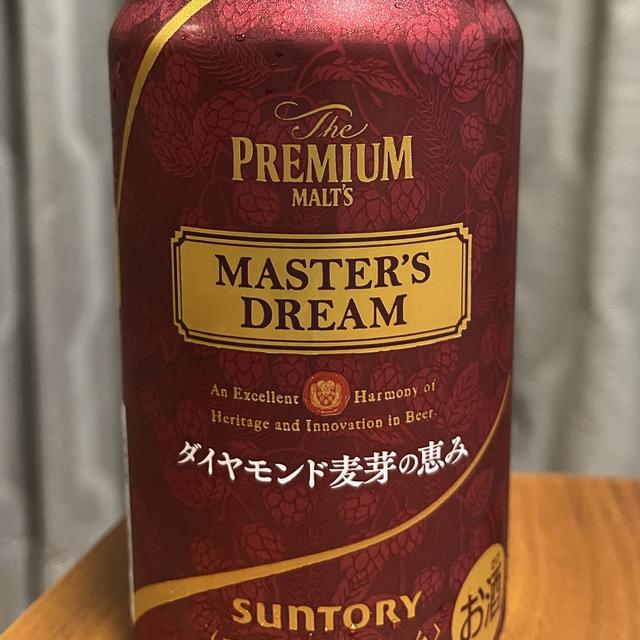 The
PREMIUM
MALT'S
MASTER'S
DREAM
An Excellent Harmony of
Heritage and Innovation in Beer.
ダイヤモンド麦芽の恵み
SUNTORY
お酒